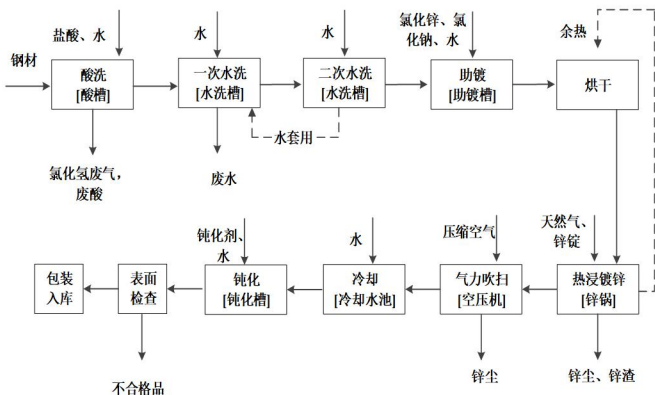 盐酸、水
水
水
氯化锌、氯
化钠、水
余热
钢材
酸洗
[酸槽]
一次水洗
[水洗槽]
二次水洗
[水洗槽]
助镀
[助镀槽]
烘干
水套用
氯化氢废气，
废酸
废水
钝化剂、
水
水
压缩空气
天然气、
锌锭
包装
入库
表面
检查
钝化
[钝化槽]
冷却
[冷却水池]
气力吹扫
[空压机]
热浸镀锌
[锌锅]
不合格品
锌尘
锌尘、锌渣